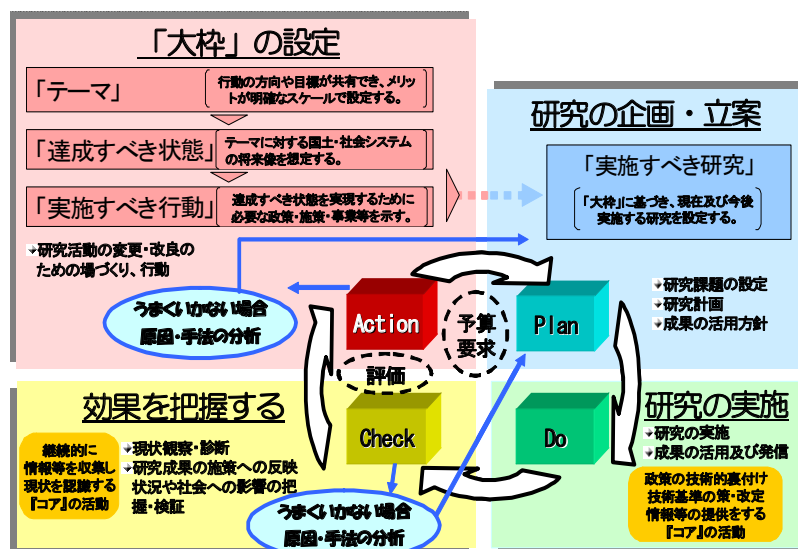 「大枠」の設定
「テーマ」
行動の方向や目標が共有でき、メリッ
トが明確なスケールで設定する。
「達成すべき状態」
テーマに対する国土・社会システム
の将来像を想定する。
「実施すべき行動」
達成すべき状態を実現するために
必要な政策・施策・事業等を示す。
研究活動の変更・改良の
ための場づくり、行動
うまくいかない場合
原因・手法の分析
研究の企画・立案
「実施すべき研究」
「大枠」に基づき、現在及び今後
実施する研究を設定する。
研究課題の設定
研究計画
成果の活用方針
Action
予算
要求
Plan
評価
Check
Do
効果を把握する
継続的に
情報等を収集し
現状を認識する
『コア』の活動
現状観察・診断
研究成果の施策への反映
状況や社会への影響の把
握・検証
うまくいかない場合
原因・手法の分析
研究の実施
研究の実施
成果の活用及び発信
政策の技術的裏付け
技術基準の策・改定
情報等の提供をする
『コア』の活動